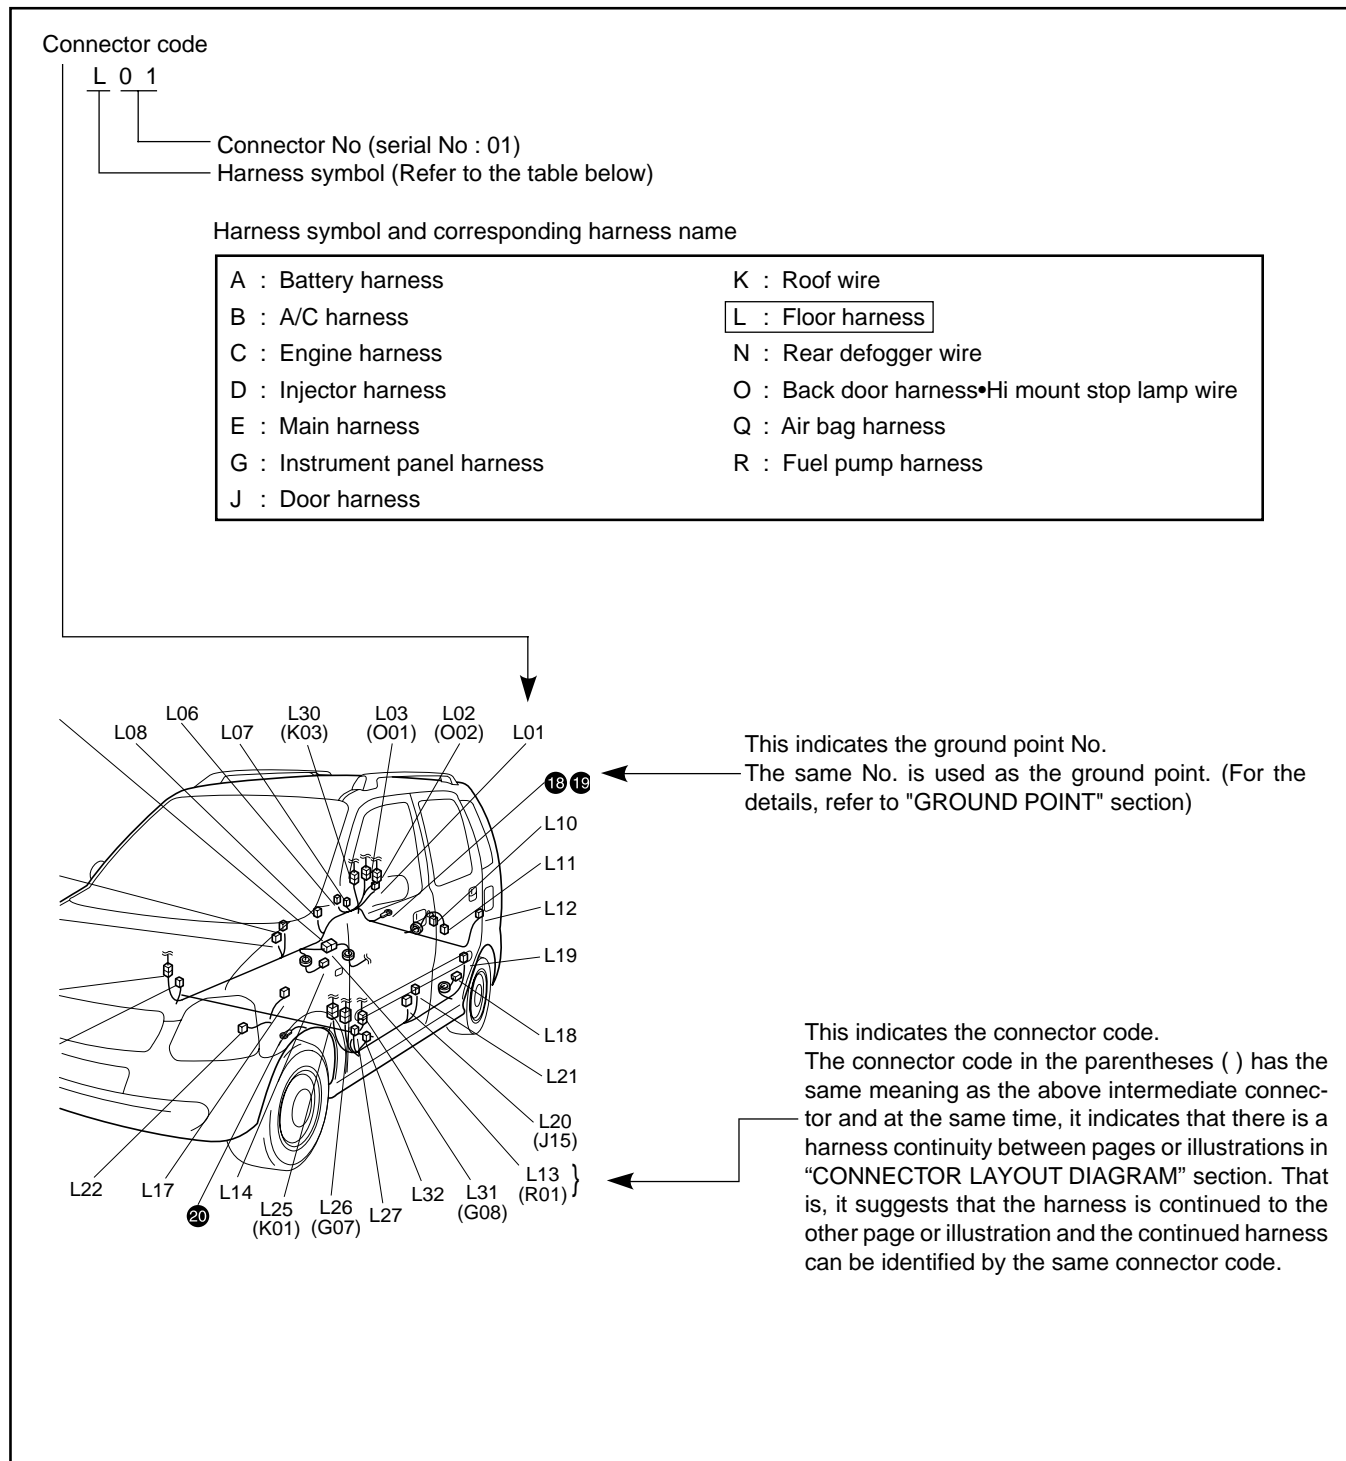 Connector code
L 0 1
Connector No (serial No : 01)
Harness symbol (Refer to the table below)
Harness symbol and corresponding harness name
A : Battery harness
B : A/C harness
C : Engine harness
D : Injector harness
E : Main harness
G : Instrument panel harness
J : Door harness
K : Roof wire
L : Floor harness
N : Rear defogger wire
O : Back door harness•Hi mount stop lamp wire
Q : Air bag harness
R : Fuel pump harness
L06
L08
L07
L30
(K03)
L03
(O01)
L02
(O02)
L01
18 19
L10
L11
L12
L19
L18
L21
L20
(J15)
L13
(R01)
L31
(G08)
L32
L27
L26
(G07)
L25
(K01)
L14
20
L17
L22
This indicates the ground point No.
The same No. is used as the ground point. (For the
details, refer to "GROUND POINT" section)
This indicates the connector code.
The connector code in the parentheses ( ) has the
same meaning as the above intermediate connec-
tor and at the same time, it indicates that there is a
harness continuity between pages or illustrations in
“CONNECTOR LAYOUT DIAGRAM” section. That
is, it suggests that the harness is continued to the
other page or illustration and the continued harness
can be identified by the same connector code.